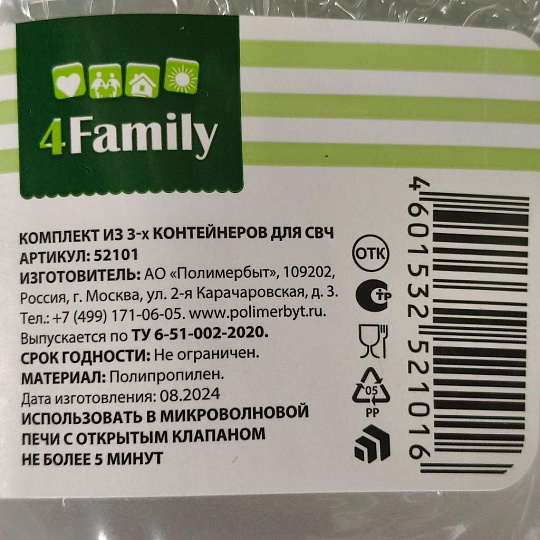 4Family
КОМПЛЕКТ ИЗ 3-х КОНТЕЙНЕРОВ ДЛЯ СВЧ
АРТИКУЛ: 52101
ИЗГОТОВИТЕЛЬ: АО «Полимербыт», 109202,
Россия, г. Москва, ул. 2-я Карачаровская, д. 3.
Тел.: +7 (499) 171-06-05. www.polimerbyt.ru.
Выпускается по ТУ 6-51-002-2020.
СРОК ГОДНОСТИ: Не ограничен.
МАТЕРИАЛ: Полипропилен.
Дата изготовления: 08.2024
ИСПОЛЬЗОВАТЬ В МИКРОВОЛНОВОЙ
ПЕЧИ С ОТКРЫТЫМ КЛАПАНОМ
НЕ БОЛЕЕ 5 МИНУТ
ОТК
ТР
05
PP
4 601532 521016